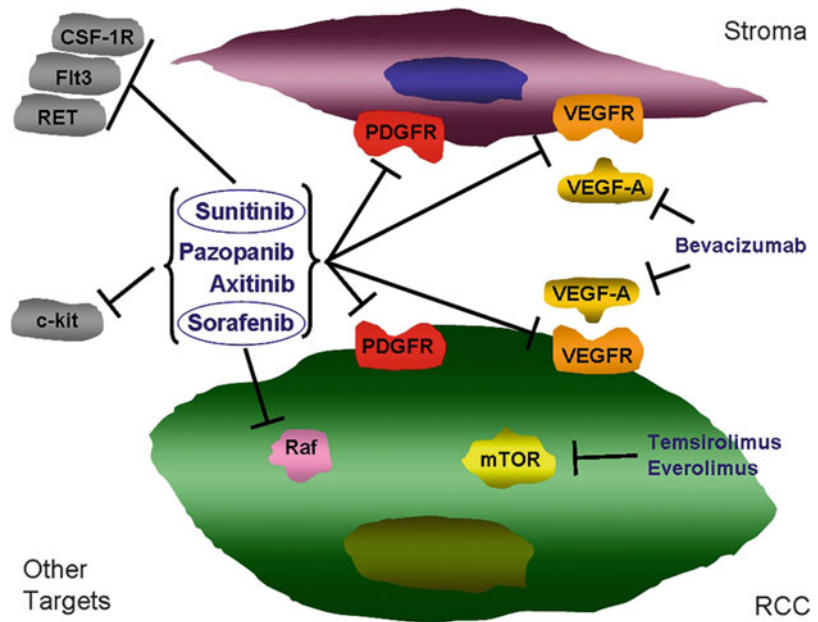 CSF-1R
Flt3
RET
Stroma
PDGFR
VEGFR
VEGF-A
Sunitinib
Pazopanib
Axitinib
Sorafenib
Bevacizumab
c-kit
VEGF-A
PDGFR
VEGFR
Raf
mTOR
Temsirolimus
Everolimus
Other
Targets
RCC